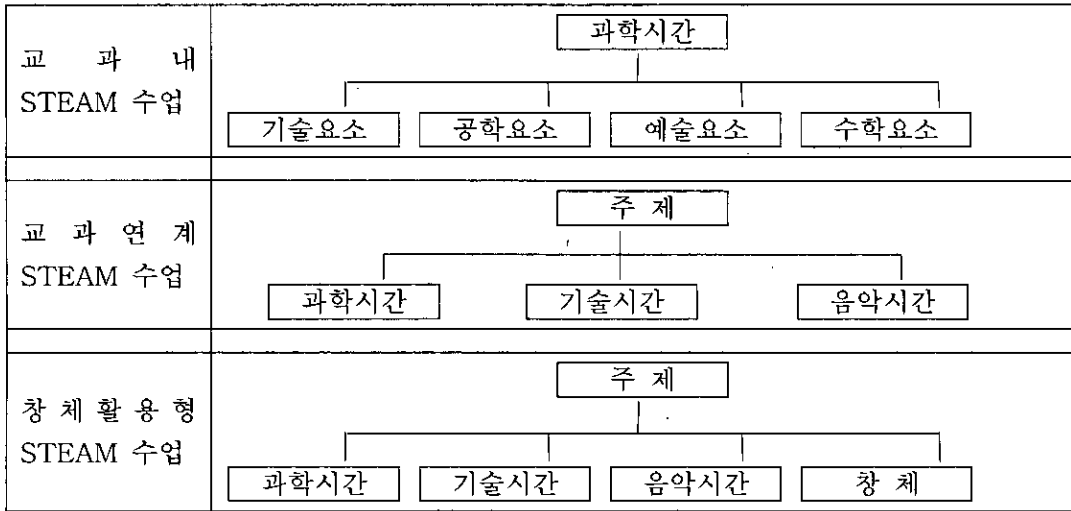 교 과 내
STEAM 수업
과학시간
기술요소 공학요소 예술요소 수학요소
교 과 연 계
STEAM 수업
주 제
과학시간 기술시간 음악시간
창 체 활 용 형
STEAM 수업
주 제
과학시간 기술시간 음악시간 창 체